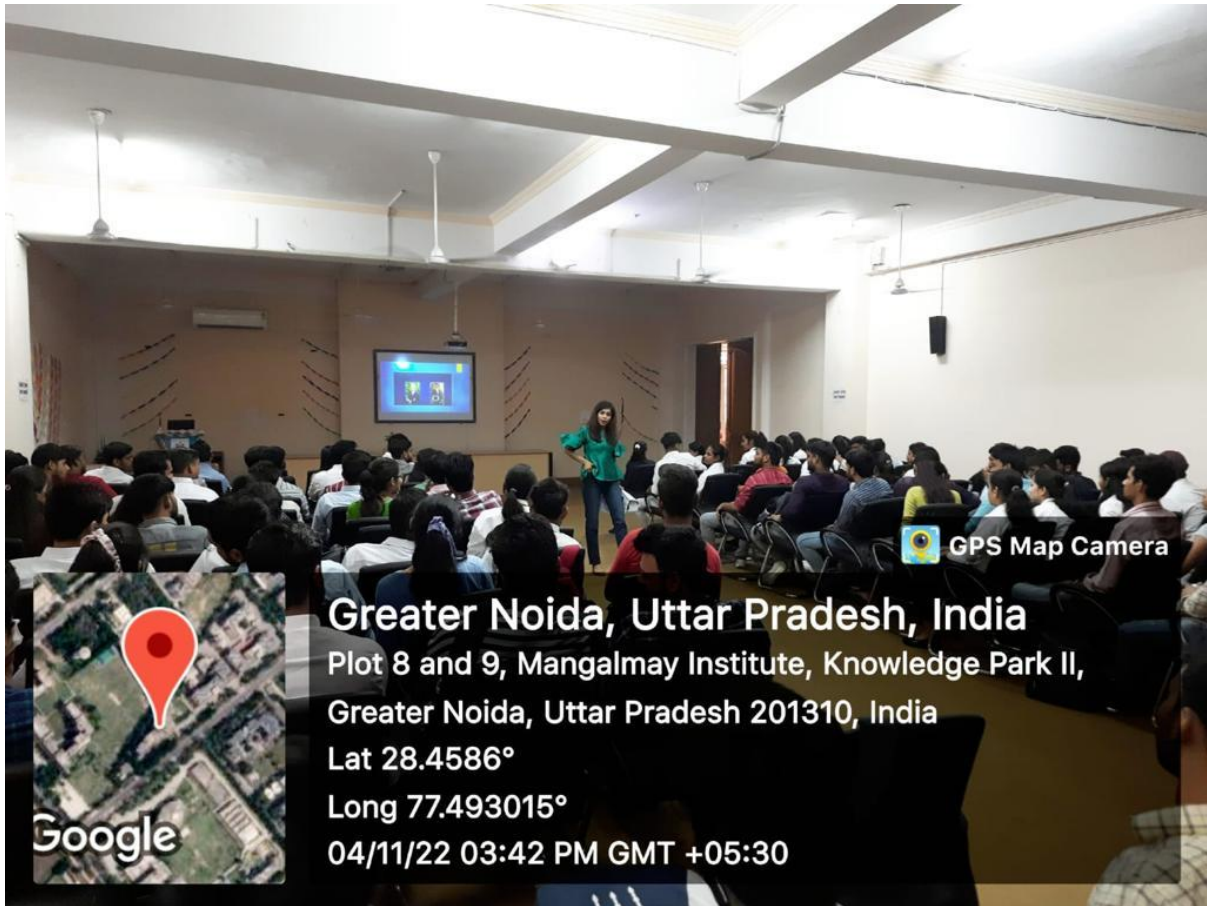 GPS Map Camera
Greater Noida, Uttar Pradesh, India
Plot 8 and 9, Mangalmay Institute, Knowledge Park II,
Greater Noida, Uttar Pradesh 201310, India
Lat 28.4586°
Long 77.493015°
04/11/22 03:42 PM GMT +05:30
Google